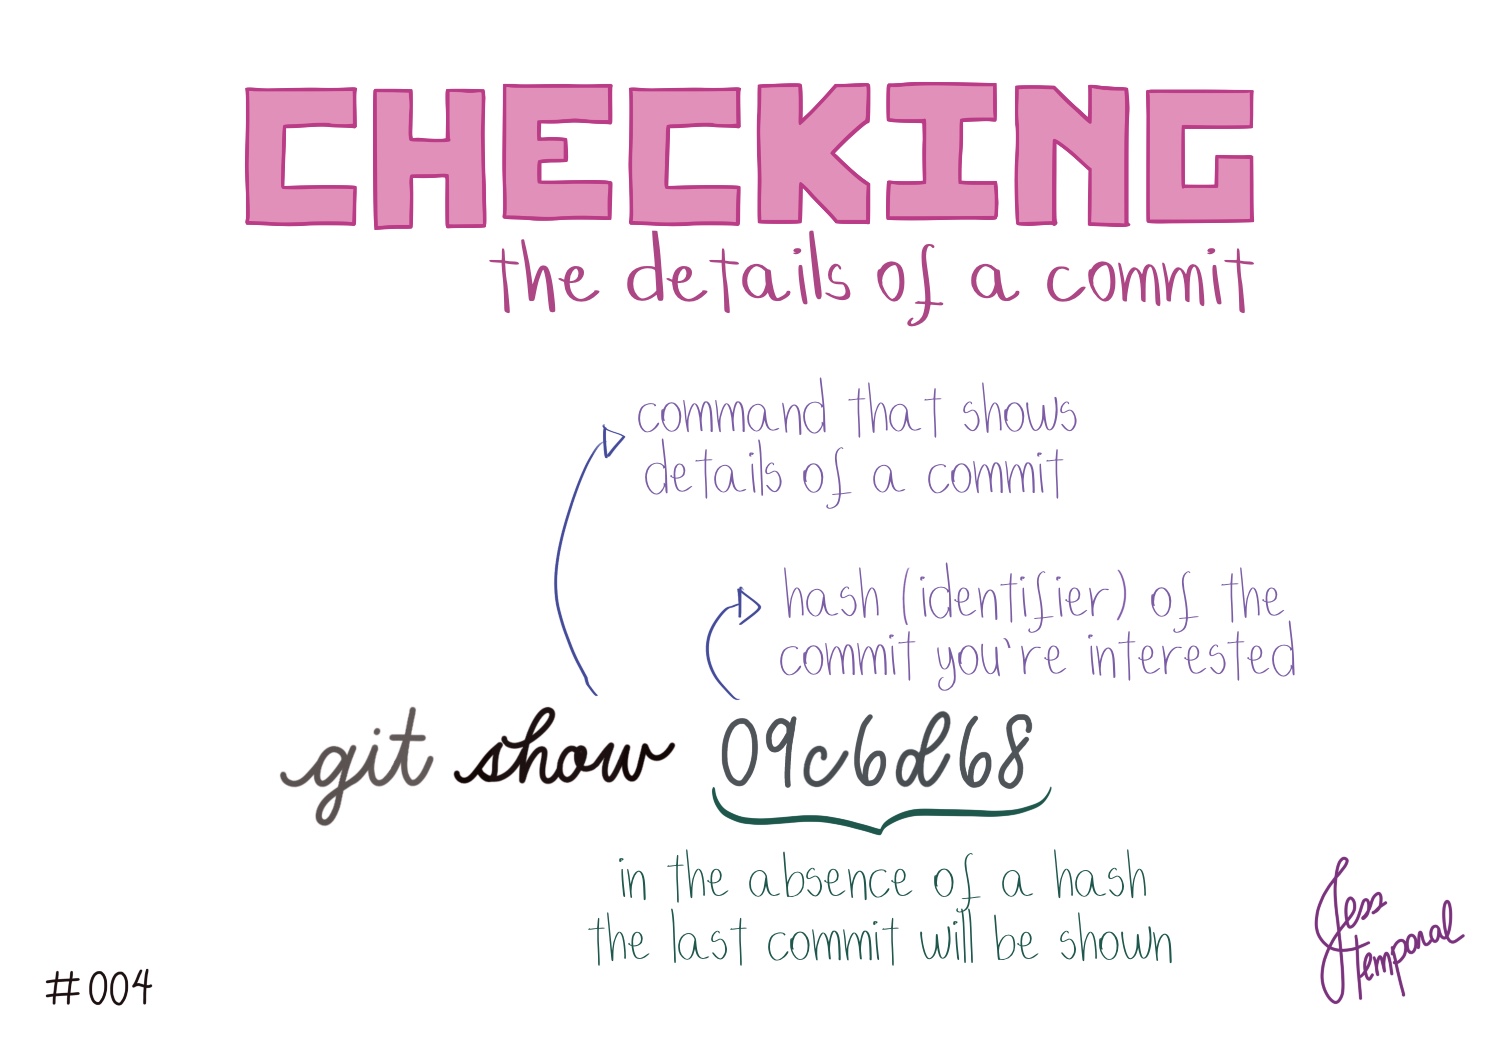 CHECKING
the details of a commit
command that shows
details of a commit
hash (identifier) of the
commit you're interested
git show 09c6d68
in the absence of a hash
the last commit will be shown
#004
Jess
temporal